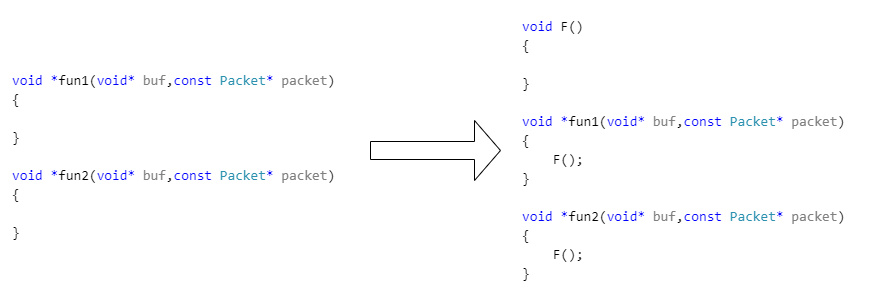 void *fun1(void* buf,const Packet* packet)
{
}
void *fun2(void* buf,const Packet* packet)
{
}
void F()
{
}
void *fun1(void* buf,const Packet* packet)
{
    F();
}
void *fun2(void* buf,const Packet* packet)
{
    F();
}